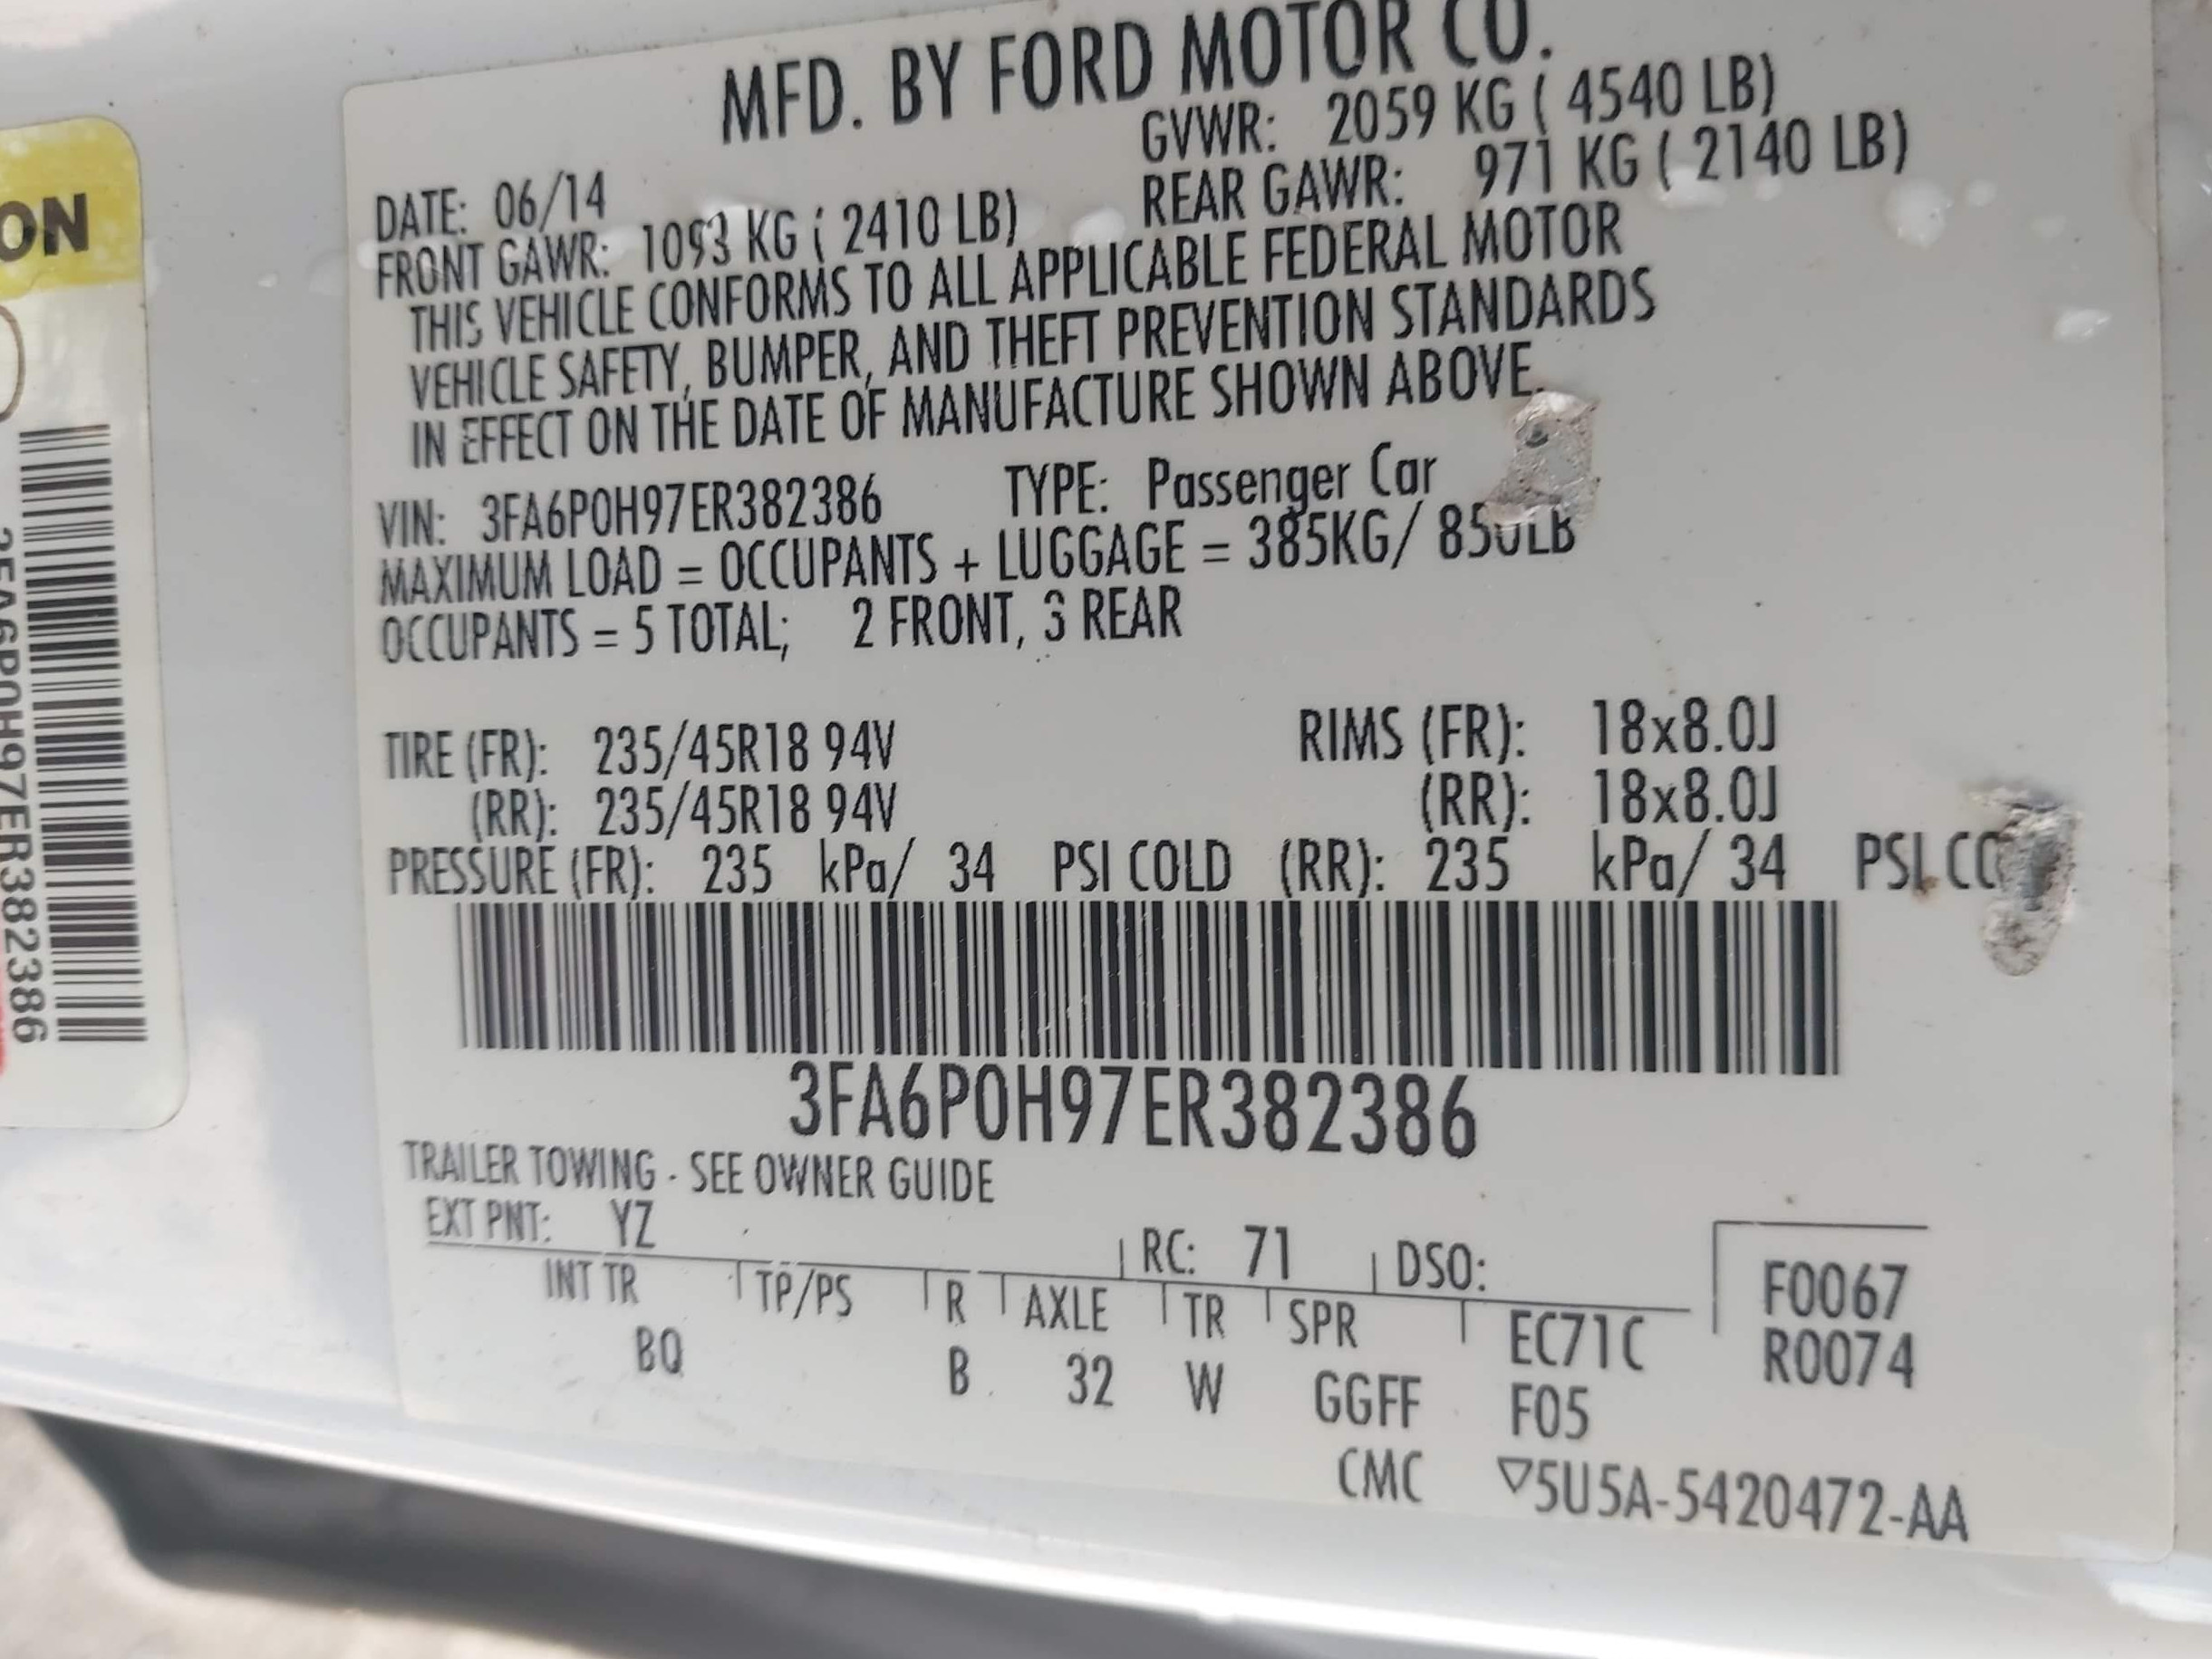 MFD. BY FORD MOTOR CO.
DATE: 06/14 GVWR: 2059 KG ( 4540 LB)
FRONT GAWR: 1093 KG ( 2410 LB) REAR GAWR: 971 KG ( 2140 LB)
THIS VEHICLE CONFORMS TO ALL APPLICABLE FEDERAL MOTOR
VEHICLE SAFETY, BUMPER, AND THEFT PREVENTION STANDARDS
IN EFFECT ON THE DATE OF MANUFACTURE SHOWN ABOVE.
VIN: 3FA6P0H97ER382386 TYPE: Passenger Car
MAXIMUM LOAD = OCCUPANTS + LUGGAGE = 385KG/ 850LB
OCCUPANTS = 5 TOTAL; 2 FRONT, 3 REAR
TIRE (FR): 235/45R18 94V RIMS (FR): 18x8.0J
(RR): 235/45R18 94V (RR): 18x8.0J
PRESSURE (FR): 235 kPa/ 34 PSI COLD (RR): 235 kPa/ 34 PSI CO
3FA6P0H97ER382386
TRAILER TOWING - SEE OWNER GUIDE
EXT PNT: YZ RC: 71 DSO:
INT TR TP/PS R AXLE TR SPR EC71C F0067
BQ B 32 W GGFF F05 R0074
CMC ▽5U5A-5420472-AA
ON
3FA6P0H97ER382386